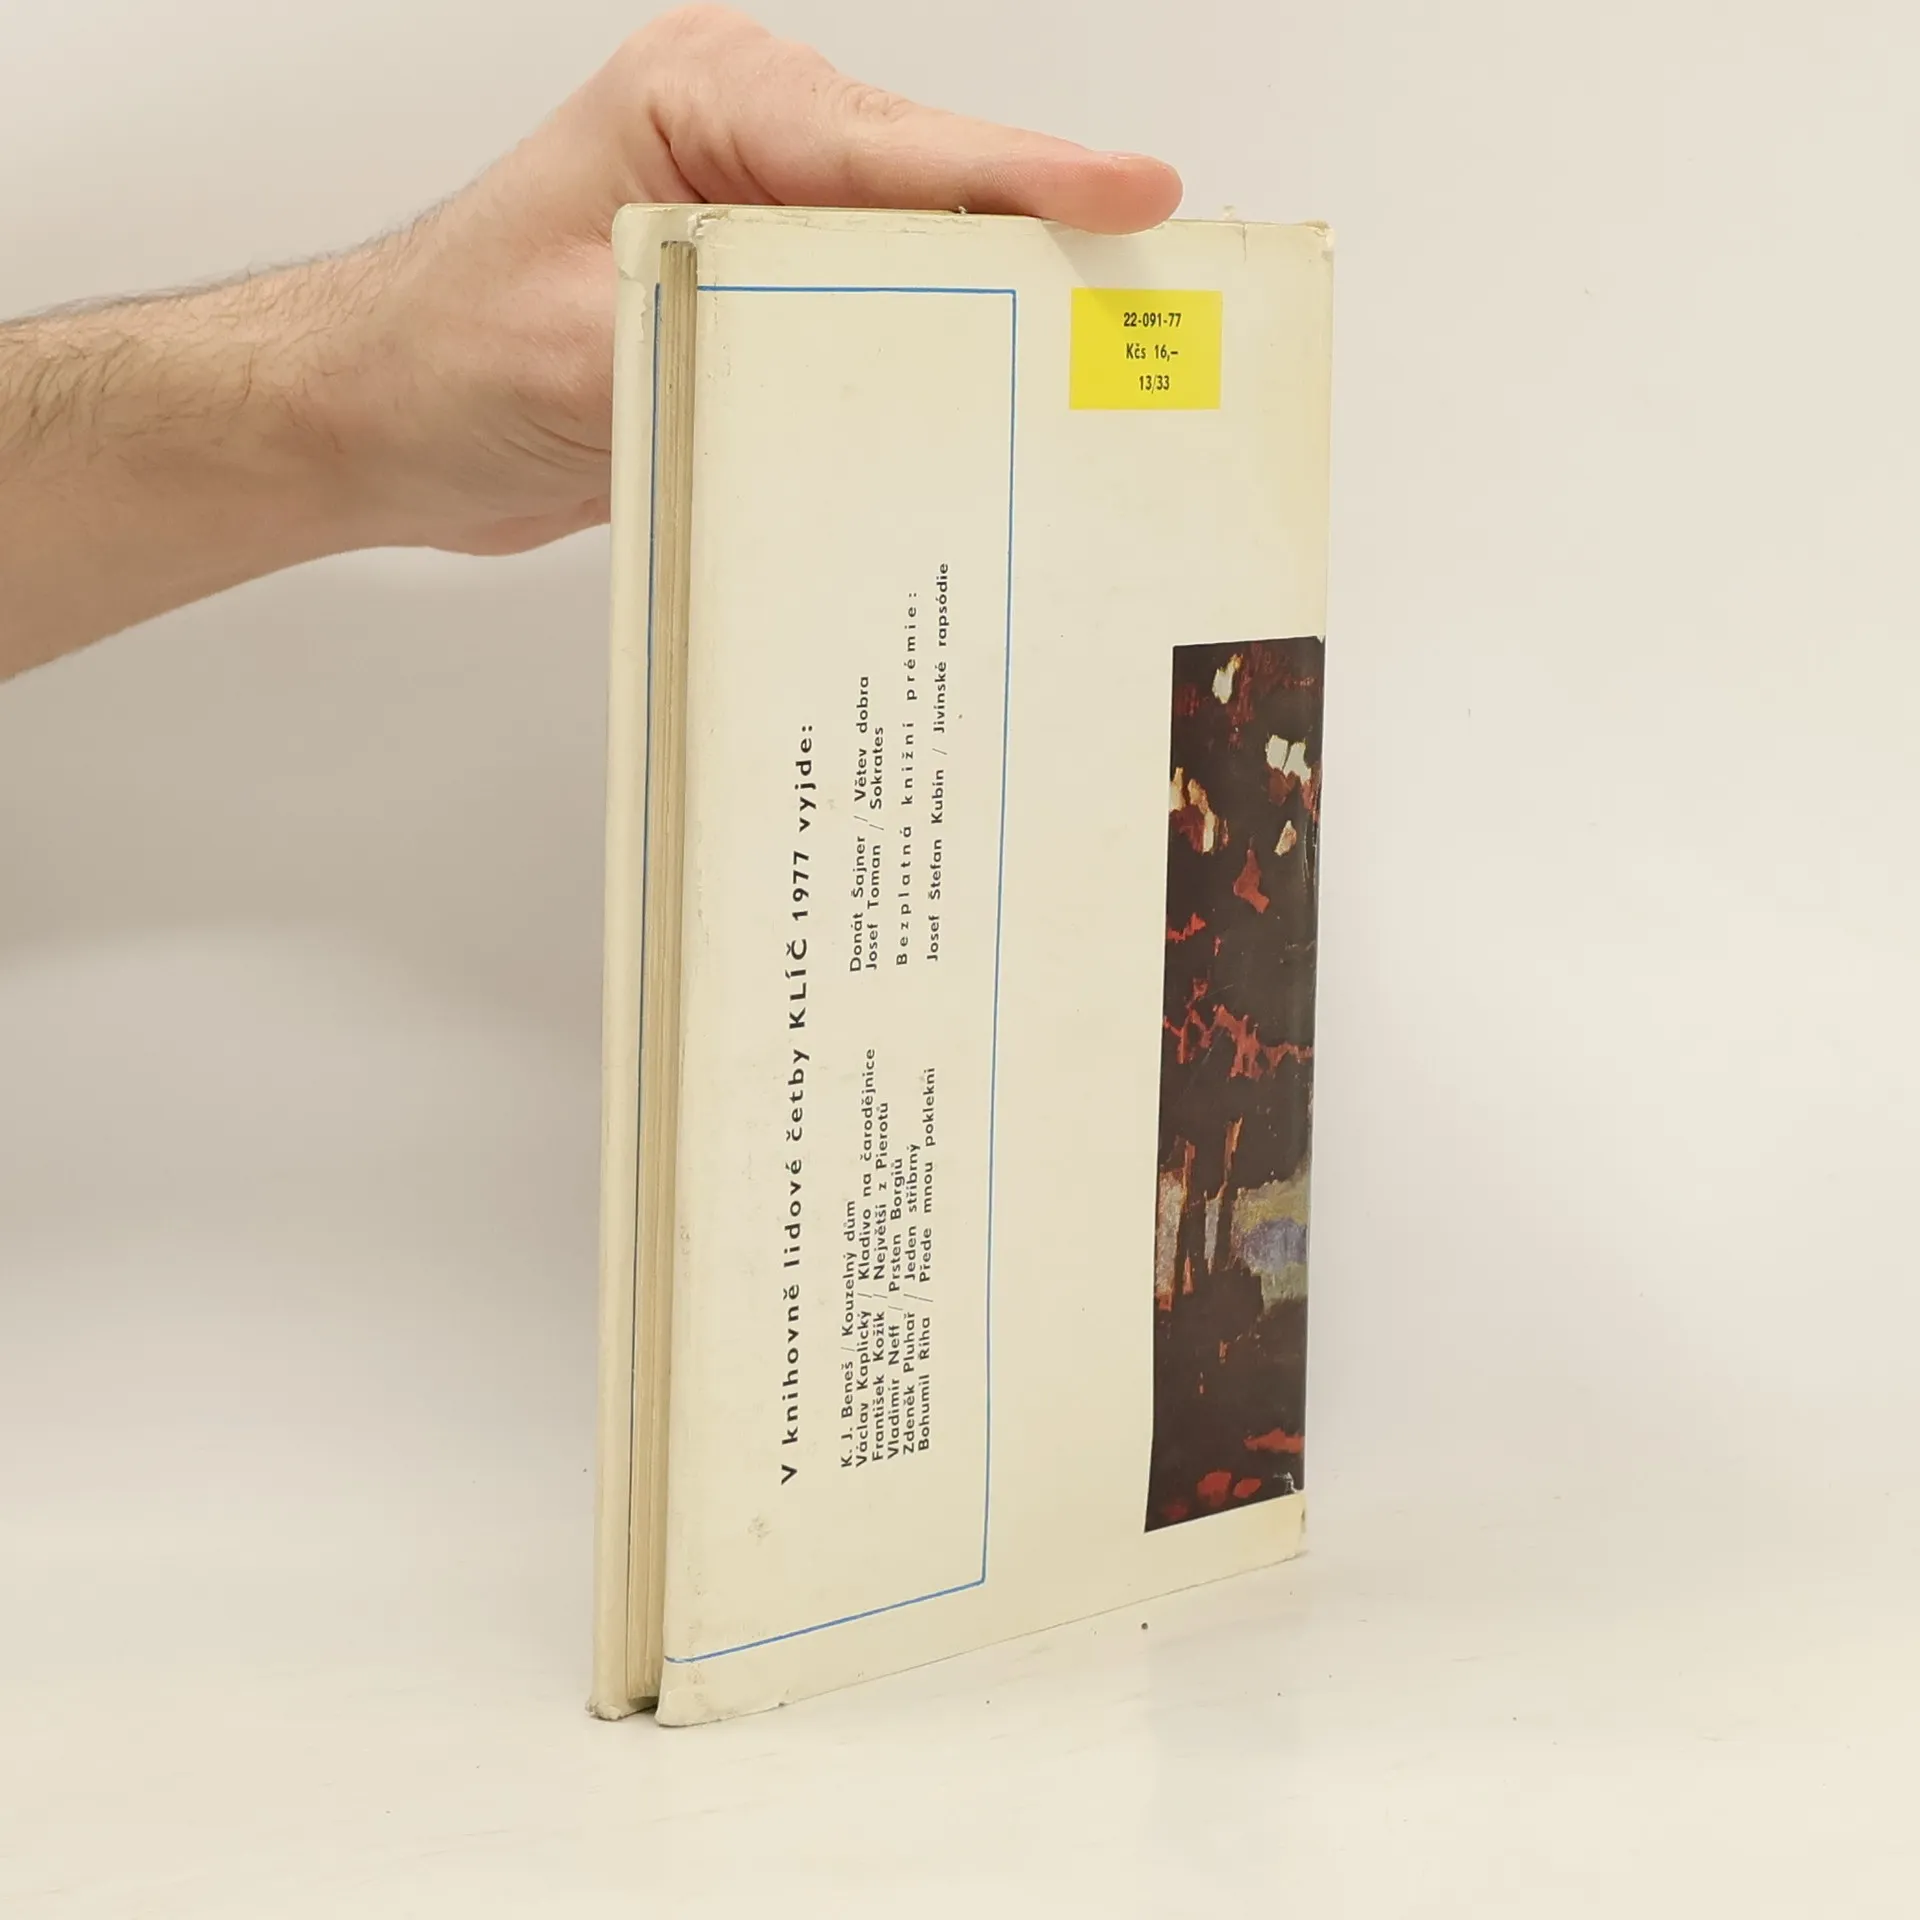 22-091-77
Kčs 16,-
13/33
V knihovně lidové četby KLÍČ 1977 vyjde:
K. J. Beneš / Kouzelný dům
Václav Kaplický / Kladivo na čarodějnice
František Kožík / Největší z Pierotů
Vladimír Neff / Prsten Borgiů
Zdeněk Pluhař / Jeden stříbrný
Bohumil Říha / Přede mnou poklekni
Donát Šajner / Větev dobra
Josef Toman / Sokrates
Bezplatná knižní prémie:
Josef Štefan Kubín / Jivínské rapsódie